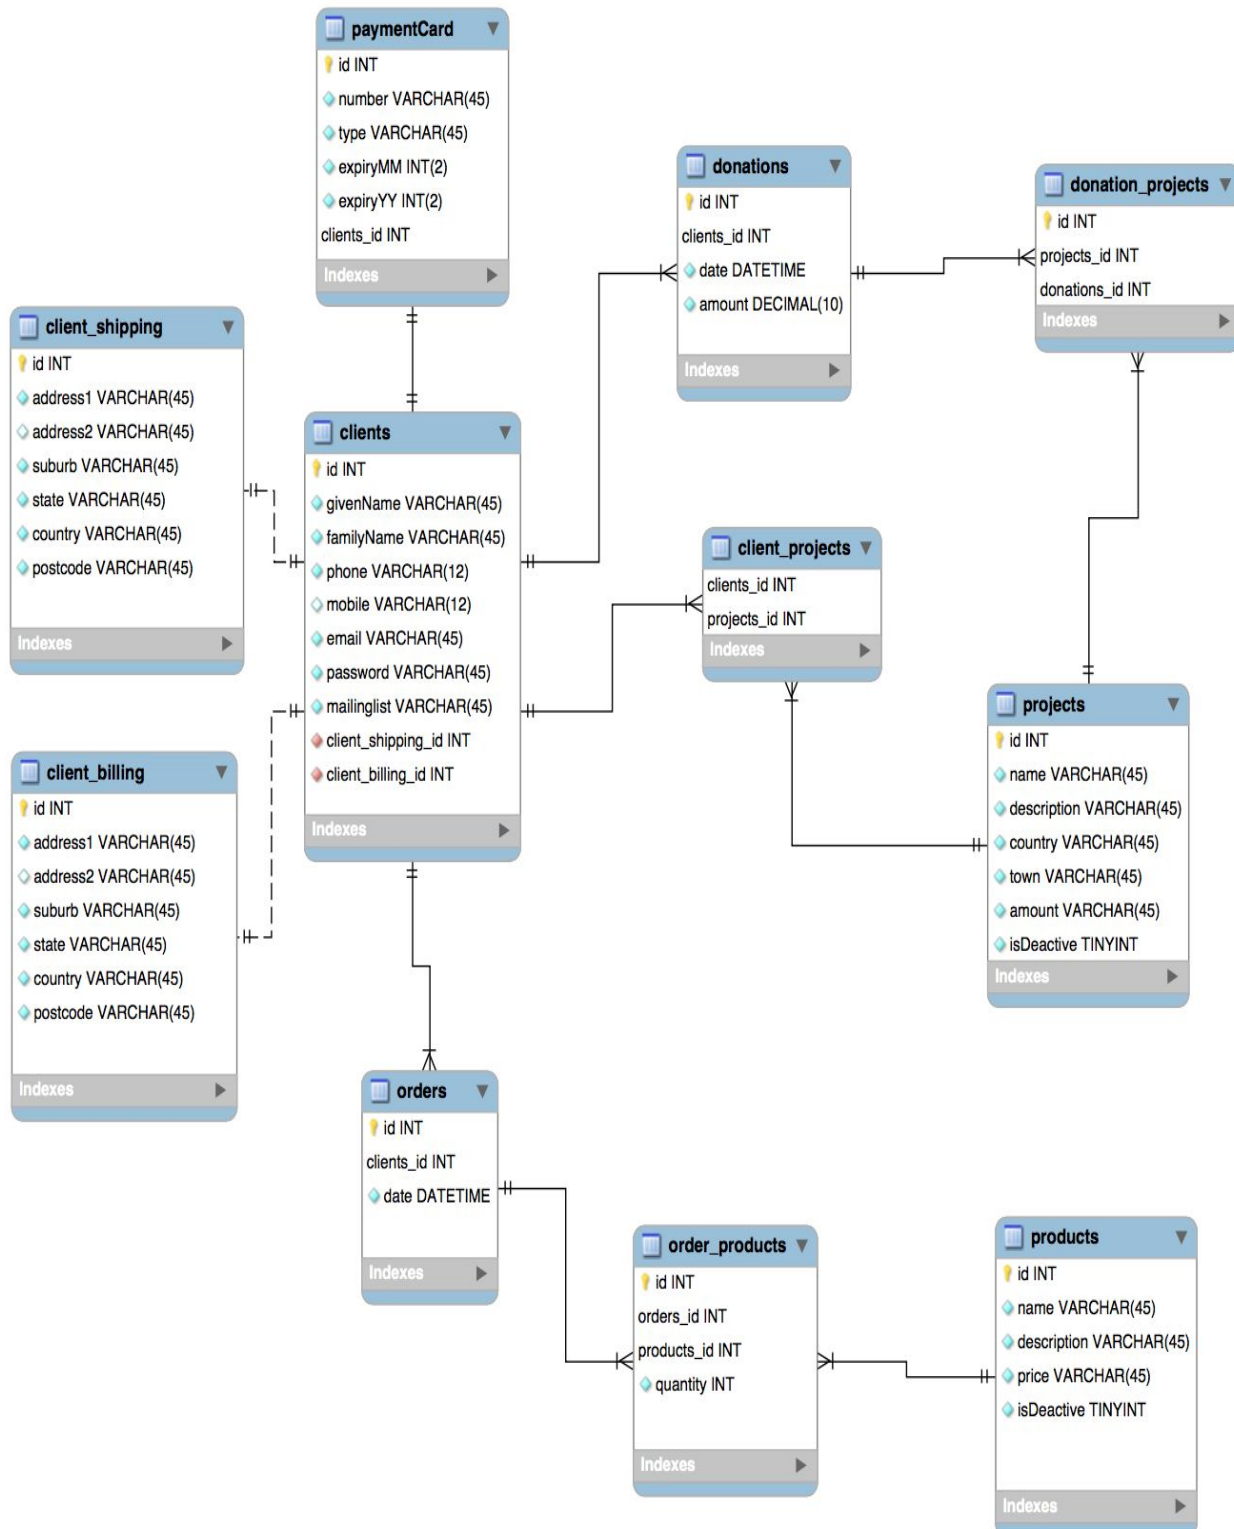 paymentCard
id INT
number VARCHAR(45)
type VARCHAR(45)
expiryMM INT(2)
expiryYY INT(2)
clients_id INT
Indexes
donations
id INT
clients_id INT
date DATETIME
amount DECIMAL(10)
Indexes
donation_projects
id INT
projects_id INT
donations_id INT
Indexes
client_shipping
id INT
address1 VARCHAR(45)
address2 VARCHAR(45)
suburb VARCHAR(45)
state VARCHAR(45)
country VARCHAR(45)
postcode VARCHAR(45)
Indexes
clients
id INT
givenName VARCHAR(45)
familyName VARCHAR(45)
phone VARCHAR(12)
mobile VARCHAR(12)
email VARCHAR(45)
password VARCHAR(45)
mailinglist VARCHAR(45)
client_shipping_id INT
client_billing_id INT
Indexes
client_projects
clients_id INT
projects_id INT
Indexes
projects
id INT
name VARCHAR(45)
description VARCHAR(45)
country VARCHAR(45)
town VARCHAR(45)
amount VARCHAR(45)
isDeactive TINYINT
Indexes
client_billing
id INT
address1 VARCHAR(45)
address2 VARCHAR(45)
suburb VARCHAR(45)
state VARCHAR(45)
country VARCHAR(45)
postcode VARCHAR(45)
Indexes
orders
id INT
clients_id INT
date DATETIME
Indexes
order_products
id INT
orders_id INT
products_id INT
quantity INT
Indexes
products
id INT
name VARCHAR(45)
description VARCHAR(45)
price VARCHAR(45)
isDeactive TINYINT
Indexes